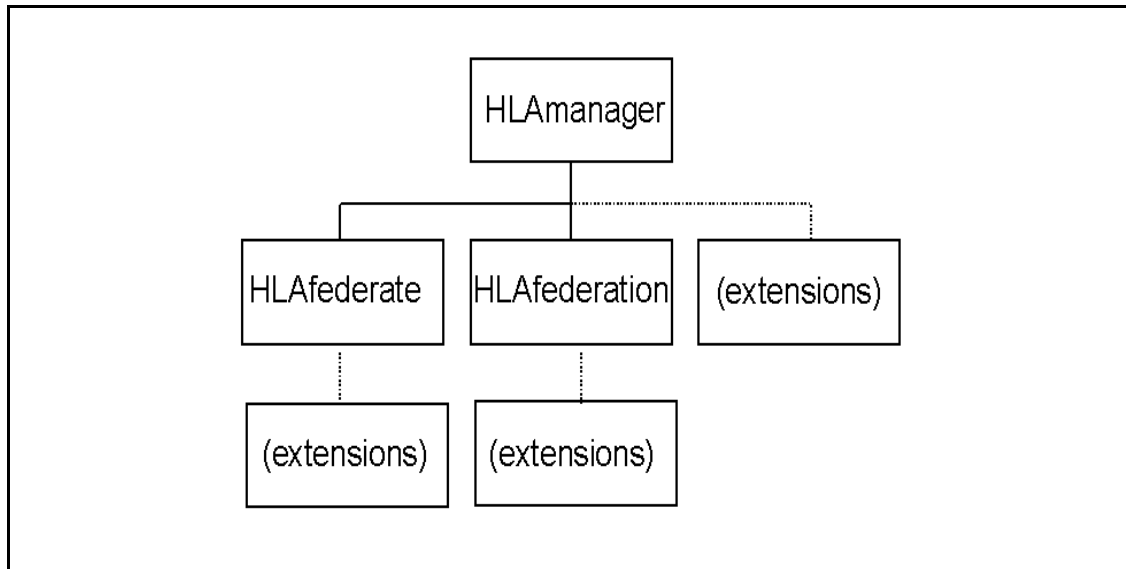 HLAmanager
HLAfederate
HLAfederation
(extensions)
(extensions)
(extensions)